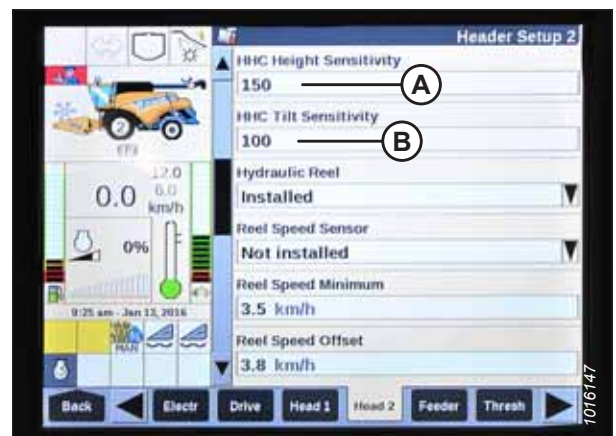 Header Setup 2
HHC Height Sensitivity
150
A
HHC Tilt Sensitivity
100
B
Hydraulic Reel
Installed
Reel Speed Sensor
Not installed
Reel Speed Minimum
3.5 km/h
Reel Speed Offset
3.8 km/h
2
12.0
0.0
6.0
km/h
0%
9:25 am - Jan 13, 2016
MAN
Back
Electr
Drive
Head 1
Head 2
Feeder
Thresh
1016147